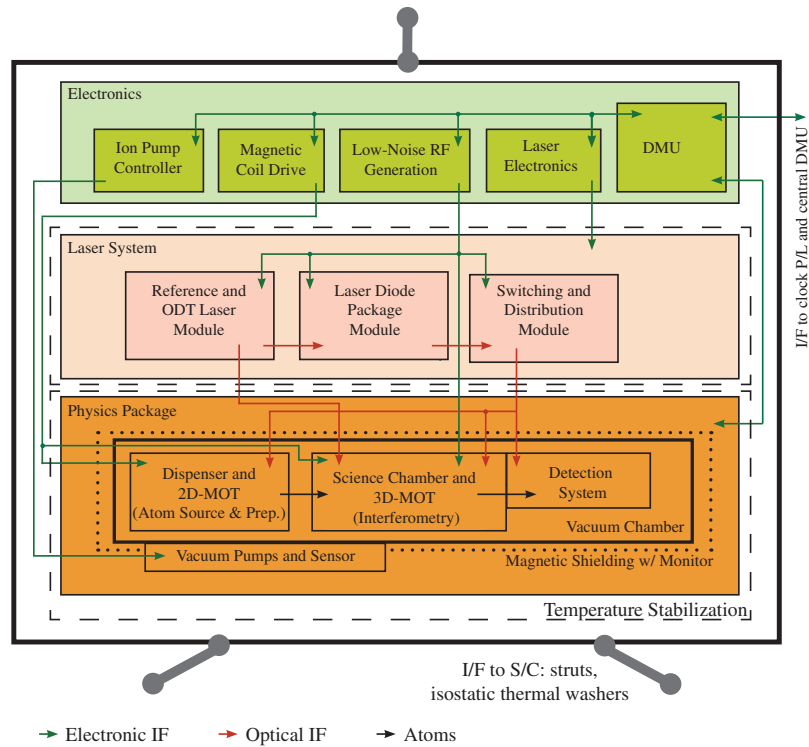 Electronics
Ion Pump
Controller
Magnetic
Coil Drive
Low-Noise RF
Generation
Laser
Electronics
DMU
I/F to clock P/L and central DMU
Laser System
Reference and
ODT Laser
Module
Laser Diode
Package
Module
Switching and
Distribution
Module
Physics Package
Dispenser and
2D-MOT
(Atom Source & Prep.)
Science Chamber and
3D-MOT
(Interferometry)
Detection
System
Vacuum Chamber
Vacuum Pumps and Sensor
Magnetic Shielding w/ Monitor
Temperature Stabilization
I/F to S/C: struts,
isostatic thermal washers
Electronic IF
Optical IF
Atoms